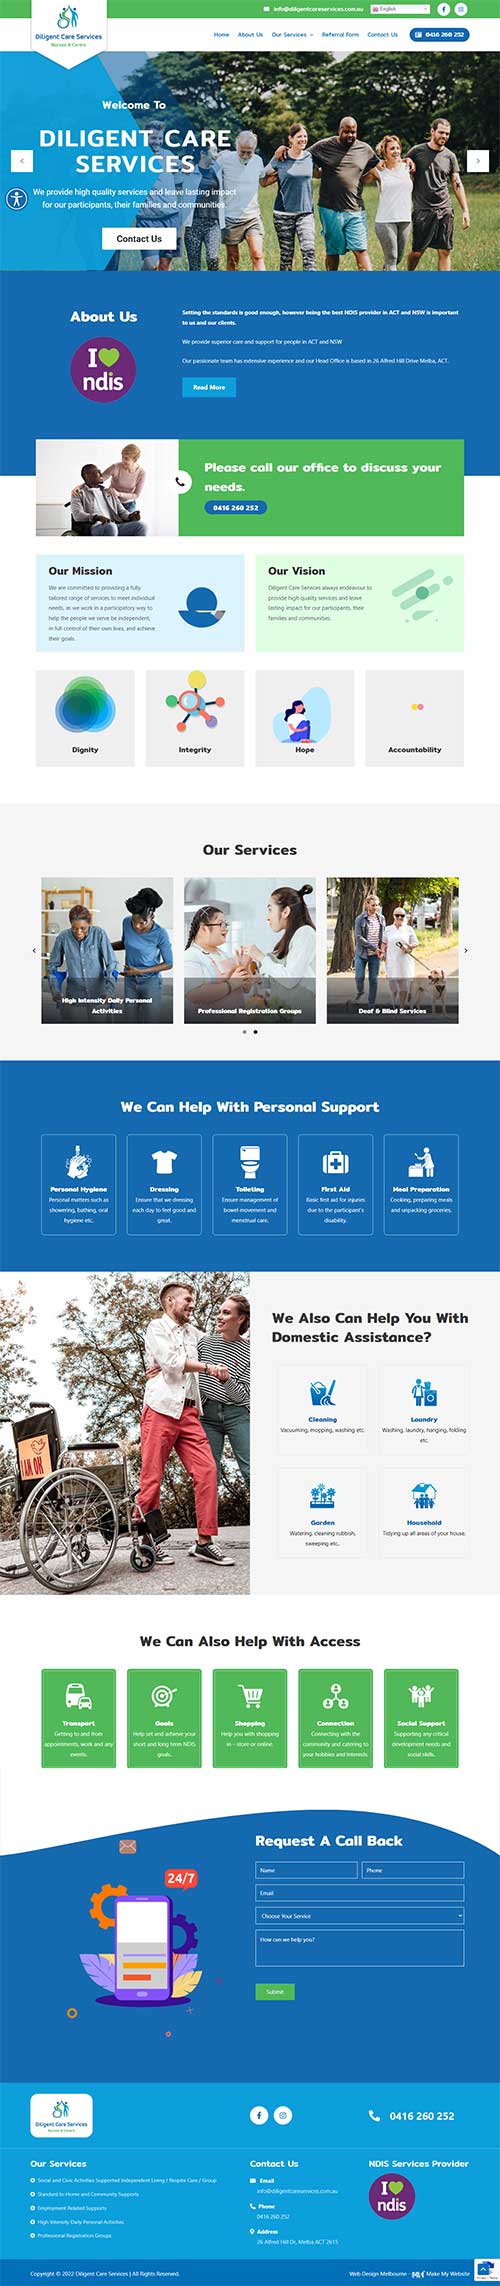 info@diligentcareservices.com.au
English
Diligent Care Services
Nurses & Carers
Home
About Us
Our Services
Referral Form
Contact Us
0416 260 252
Welcome To
DILIGENT CARE
SERVICES
We provide high quality services and leave lasting impact
for our participants, their families and communities.
Contact Us
About Us
I
ndis
Setting the standards is good enough, however being the best NDIS provider in ACT and NSW is important
to us and our clients.
We provide superior care and support for people in ACT and NSW
Our passionate team has extensive experience and our Head Office is based in 26 Alfred Hill Drive Melba, ACT.
Read More
Please call our office to discuss your
needs.
0416 260 252
Our Mission
We are committed to providing a fully
tailored range of services to meet individual
needs, as we work in a participatory way to
help the people we serve be independent,
in full control of their own lives, and achieve
their goals.
Our Vision
Diligent Care Services always endeavour to
provide high-quality services and leave
lasting impact for our participants, their
families and communities.
Dignity
Integrity
Hope
Accountability
Our Services
High Intensity Daily Personal
Activities
Professional Registration Groups
Deaf & Blind Services
We Can Help With Personal Support
Personal Hygiene
Personal matters such as
showering, bathing, oral
hygiene etc.
Dressing
Ensure that we dressing
each day to feel good and
great.
Toileting
Ensure management of
bowel movement and
menstrual care.
First Aid
Basic first aid for injuries
due to the participant's
disability.
Meal Preparation
Cooking, preparing meals
and unpacking groceries.
I AM OK
We Also Can Help You With
Domestic Assistance?
Cleaning
Vacuuming, mopping, washing etc.
Laundry
Washing, laundry, hanging, folding
etc.
Garden
Watering, cleaning rubbish,
sweeping etc.
Household
Tidying up all areas of your house.
We Can Also Help With Access
Transport
Getting to and from
appointments, work and any
events.
Goals
Help set and achieve your
short and long term NDIS
goals.
Shopping
Help you with shopping
in – store or online.
Connection
Connecting with the
community and catering to
your hobbies and interests.
Social Support
Supporting any critical
development needs and
social skills.
24/7
Request A Call Back
Name
Phone
Email
Choose Your Service
How can we help you?
Submit
Diligent Care Services
Nurses & Carers
0416 260 252
Our Services
Social and Civic Activities Supported Independent Living / Respite Care / Group
Standard In-Home and Community Supports
Employment Related Supports
High Intensity Daily Personal Activities
Professional Registration Groups
Contact Us
Email
info@diligentcareservices.com.au
Phone
0416 260 252
Address
26 Alfred Hill Dr, Melba ACT 2615
NDIS Services Provider
I
ndis
Copyright © 2022 Diligent Care Services | All Rights Reserved.
Web Design Melbourne -
Make My Website